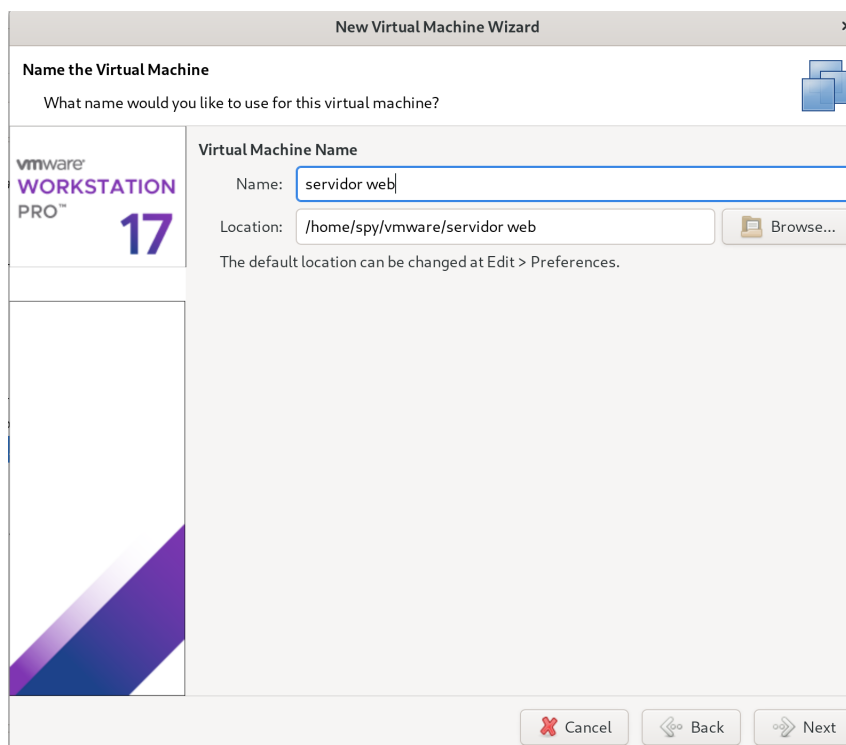 New Virtual Machine Wizard
Name the Virtual Machine
What name would you like to use for this virtual machine?
vmware®
WORKSTATION
PRO™
17
Virtual Machine Name
Name: servidor web
Location: /home/spy/vmware/servidor web Browse...
The default location can be changed at Edit > Preferences.
Cancel Back Next